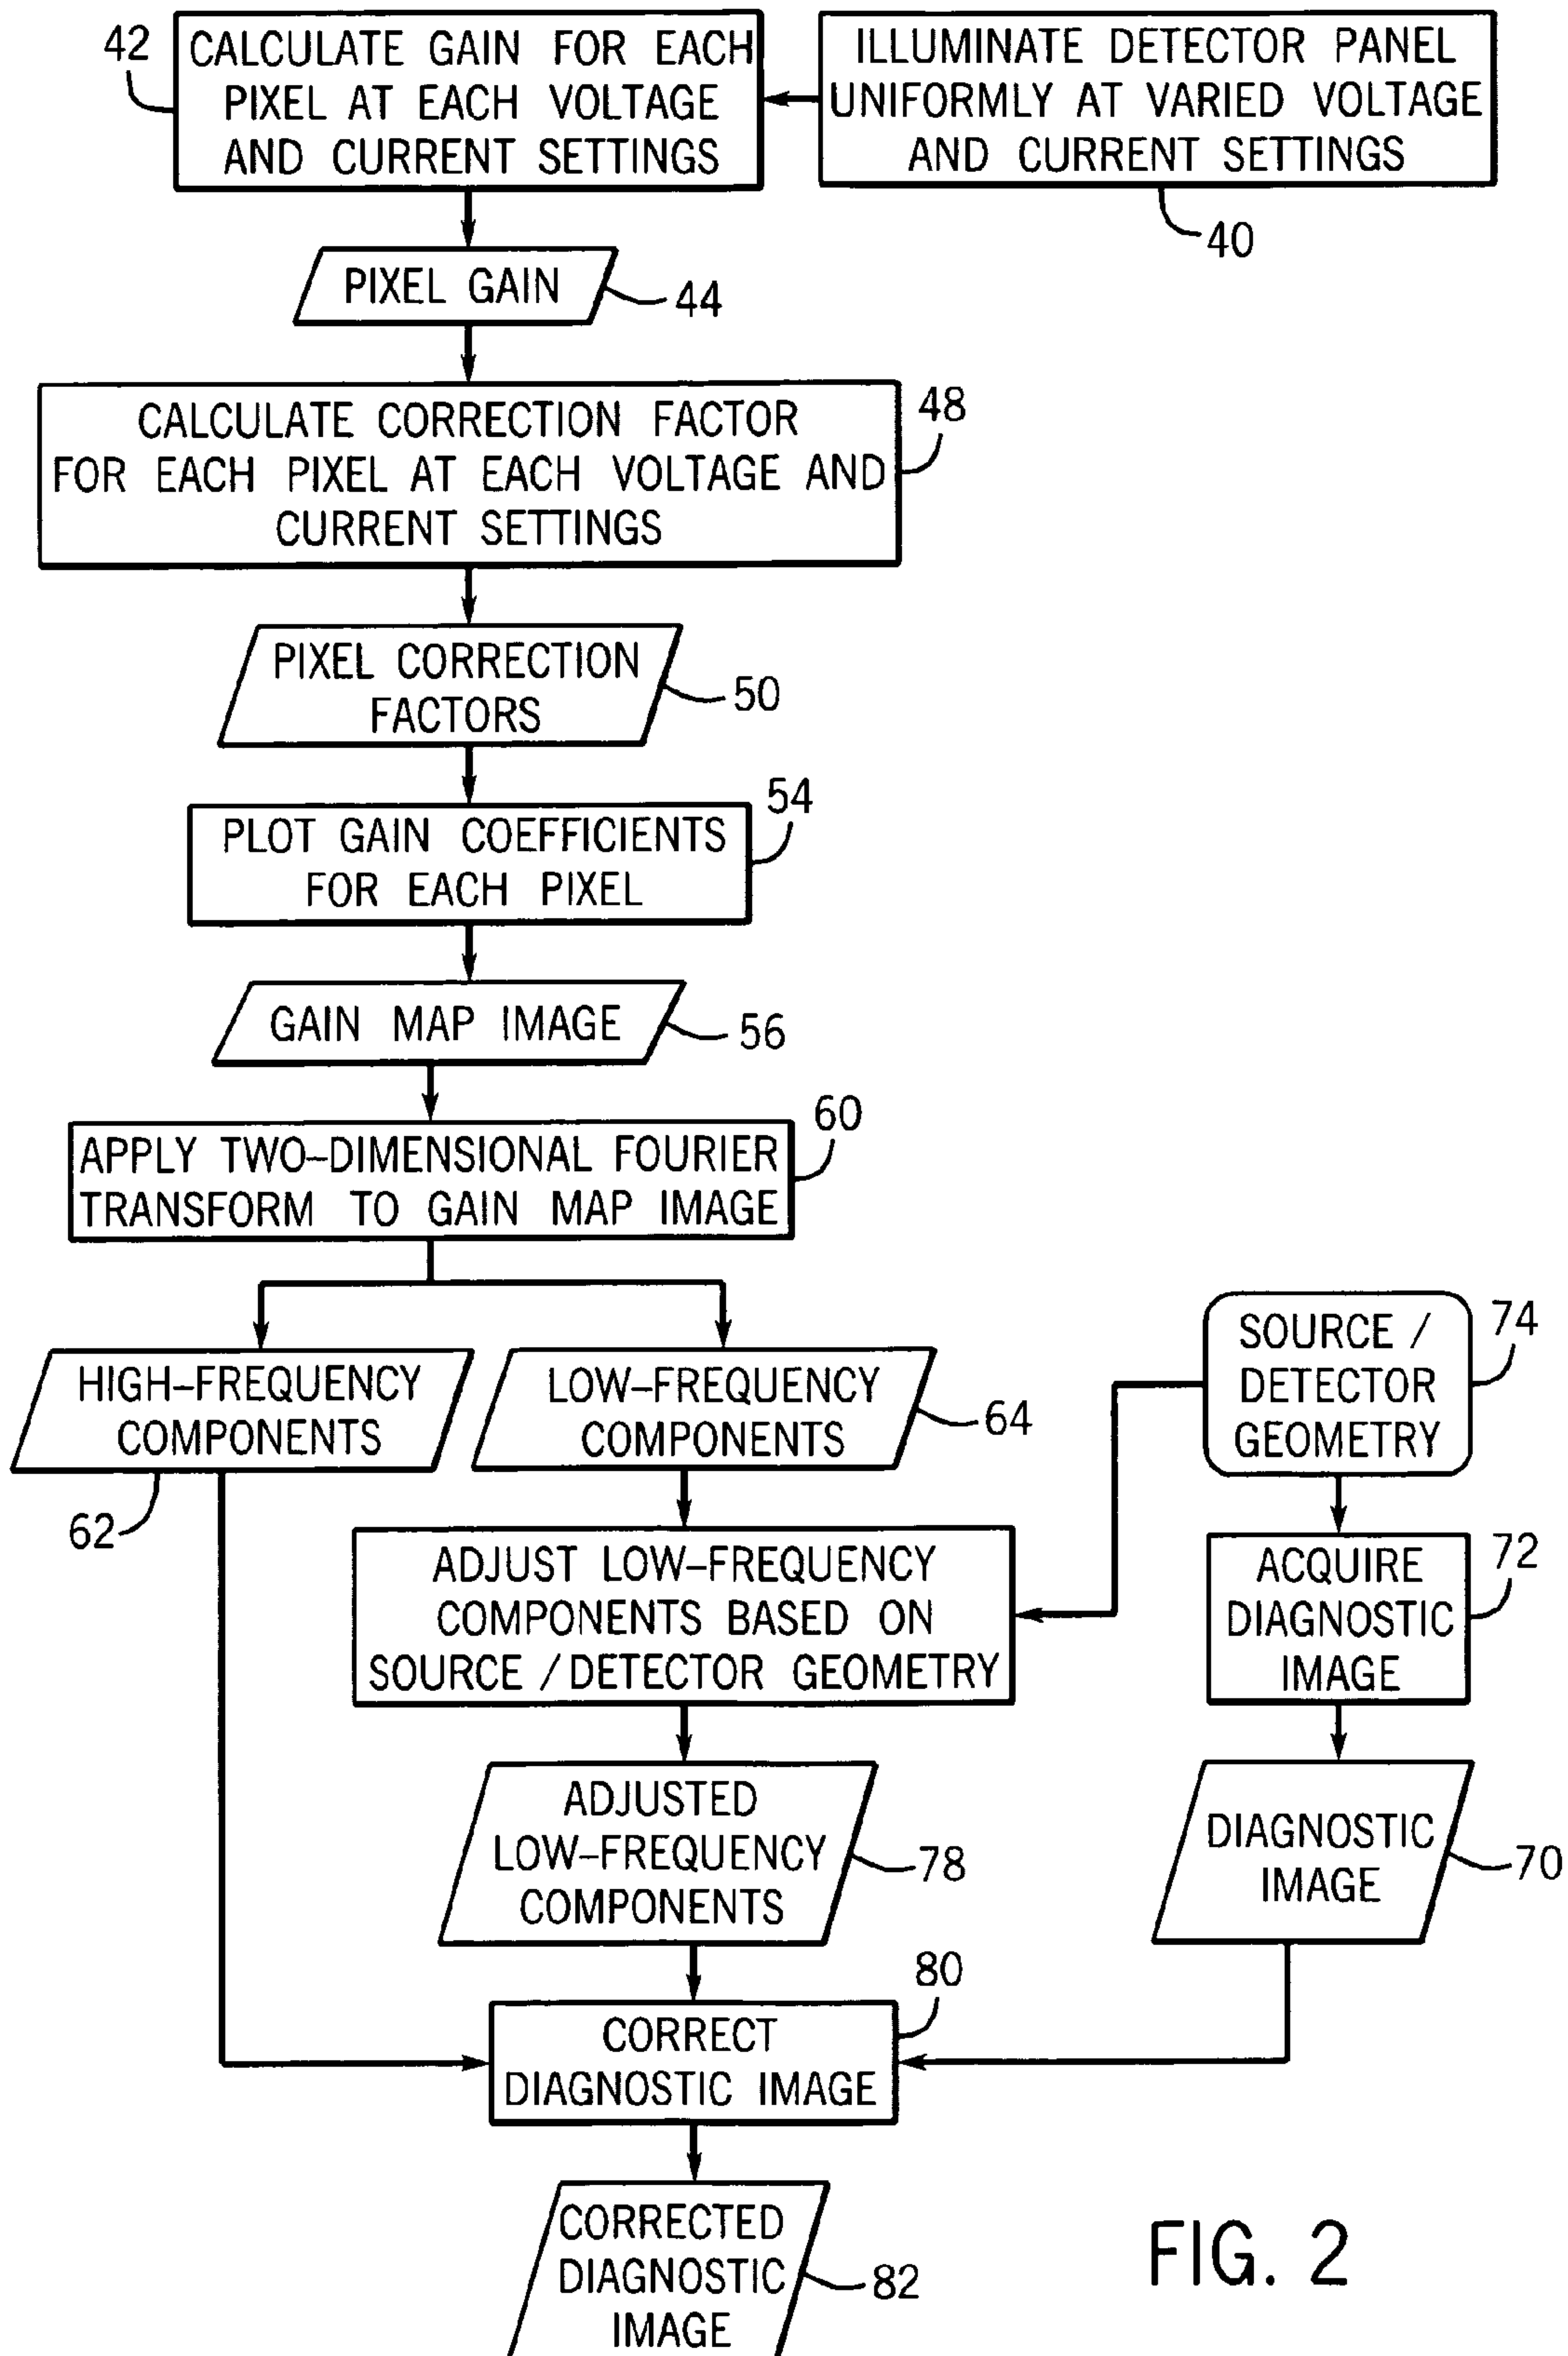 42
CALCULATE GAIN FOR EACH
PIXEL AT EACH VOLTAGE
AND CURRENT SETTINGS
ILLUMINATE DETECTOR PANEL
UNIFORMLY AT VARIED VOLTAGE
AND CURRENT SETTINGS
40
PIXEL GAIN
44
CALCULATE CORRECTION FACTOR
FOR EACH PIXEL AT EACH VOLTAGE AND
CURRENT SETTINGS
48
PIXEL CORRECTION
FACTORS
50
PLOT GAIN COEFFICIENTS
FOR EACH PIXEL
54
GAIN MAP IMAGE
56
APPLY TWO-DIMENSIONAL FOURIER
TRANSFORM TO GAIN MAP IMAGE
60
HIGH-FREQUENCY
COMPONENTS
62
LOW-FREQUENCY
COMPONENTS
64
SOURCE /
DETECTOR
GEOMETRY
74
ADJUST LOW-FREQUENCY
COMPONENTS BASED ON
SOURCE / DETECTOR GEOMETRY
ACQUIRE
DIAGNOSTIC
IMAGE
72
ADJUSTED
LOW-FREQUENCY
COMPONENTS
78
DIAGNOSTIC
IMAGE
70
CORRECT
DIAGNOSTIC IMAGE
80
CORRECTED
DIAGNOSTIC
IMAGE
82
FIG. 2